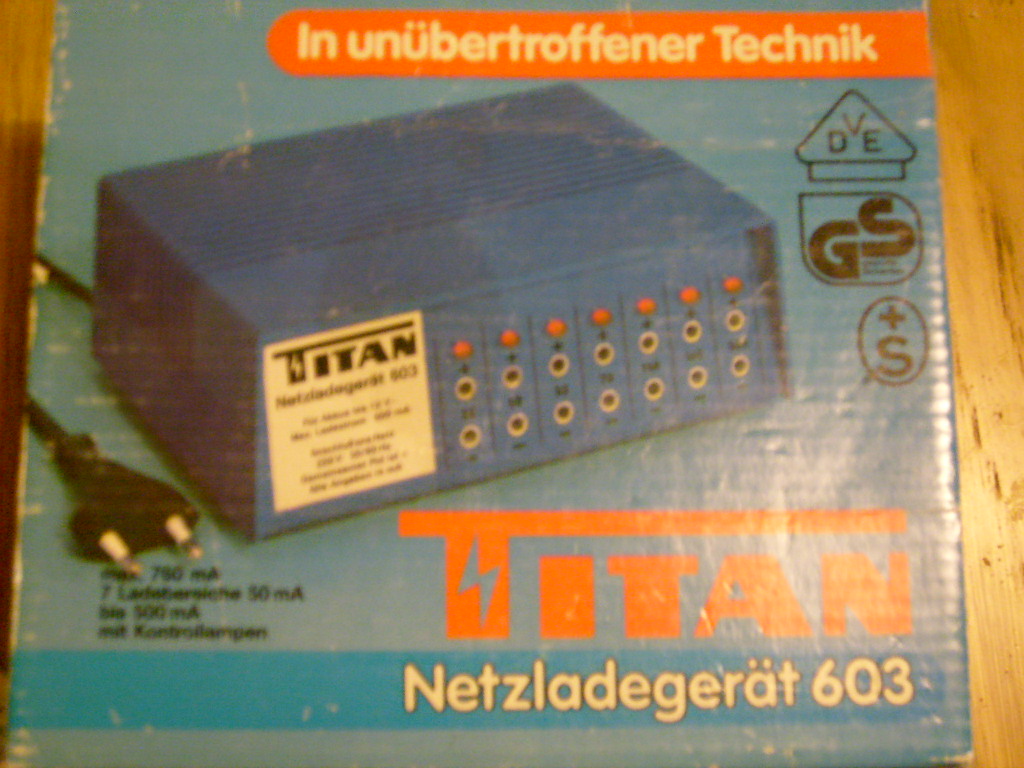 In unübertroffener Technik
VDE
GS
+
S
TITAN
Netzladegerät 603
max. 750 mA
7 Ladebereiche 50 mA
bis 500 mA
mit Kontrollampen
TITAN
Netzladegerät 603